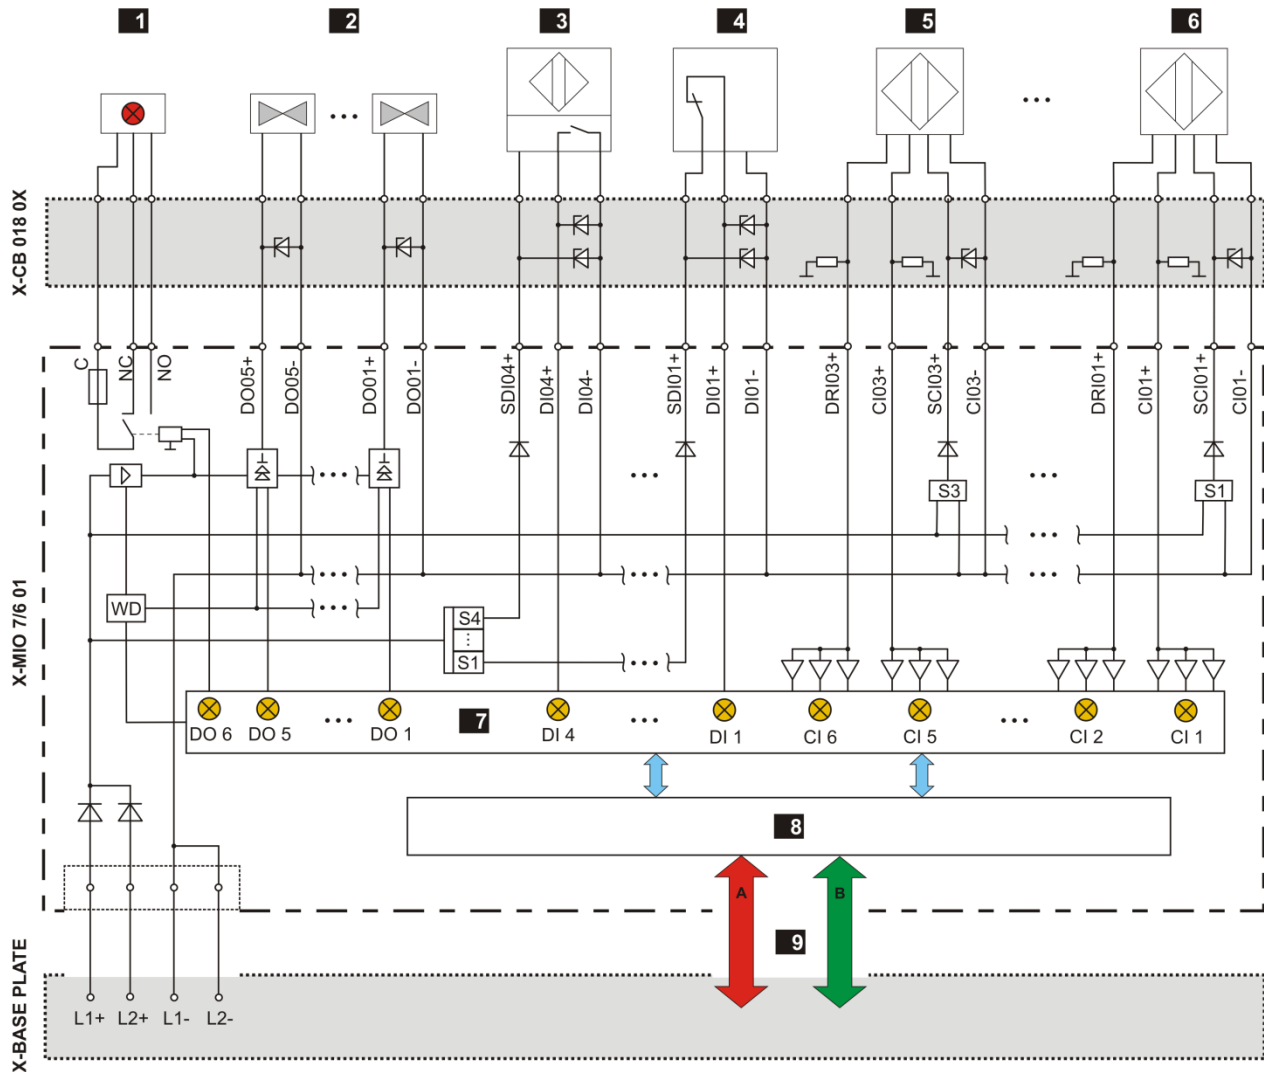 1 2 3 4 5 6
X-CB 018 0X
C NC NO DO05+ DO05- DO01+ DO01- SDI04+ DI04+ DI04- SDI01+ DI01+ DI01- DRI03+ CI03+ SCI03+ CI03- DRI01+ CI01+ SCI01+ CI01-
S3 S1
X-MIO 7/6 01
WD
S4
S1
7
DO 6 DO 5 DO 1 DI 4 DI 1 CI 6 CI 5 CI 2 CI 1
8
A B
9
X-BASE PLATE
L1+ L2+ L1- L2-